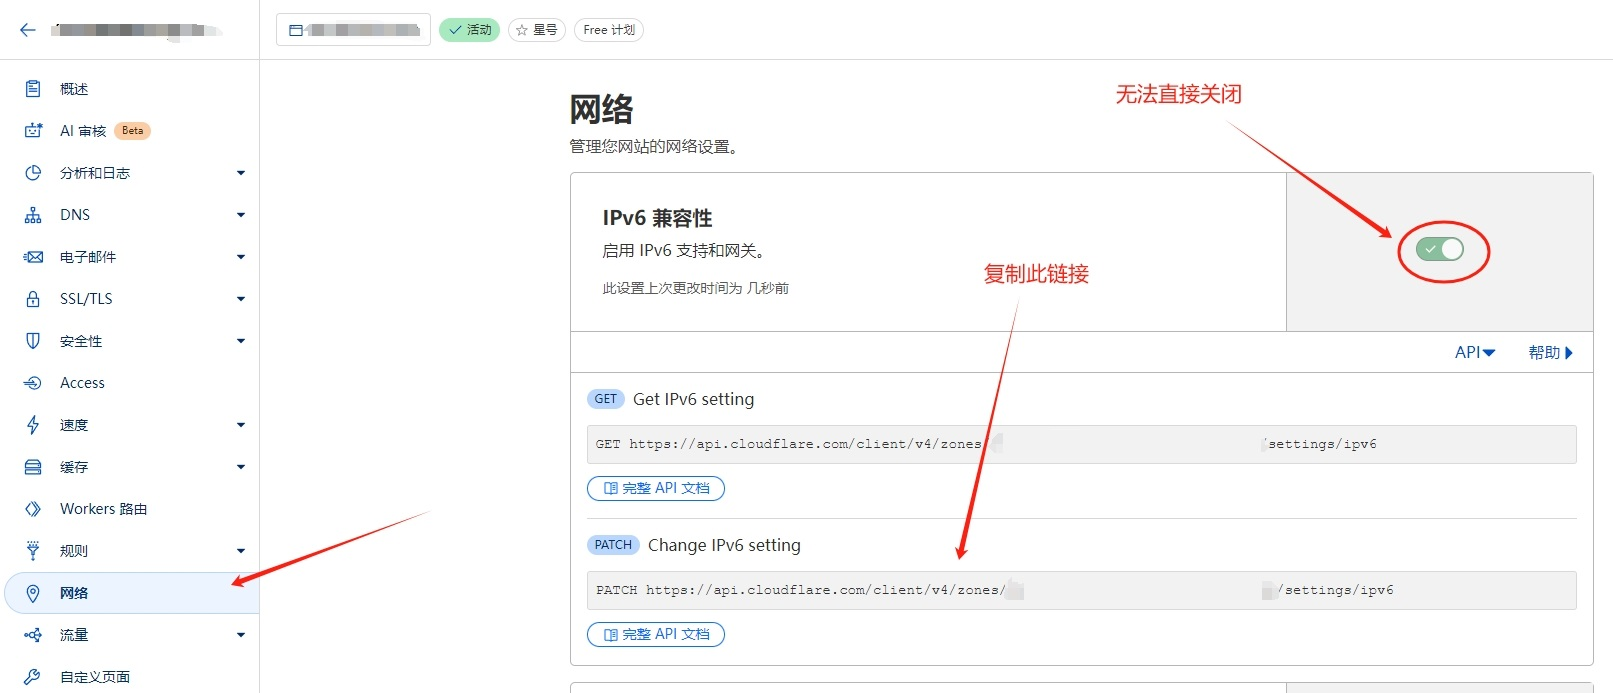 活动
星号
Free 计划
概述
AI 审核 Beta
分析和日志
DNS
电子邮件
SSL/TLS
安全性
Access
速度
缓存
Workers 路由
规则
网络
流量
自定义页面
网络
管理您网站的网络设置。
无法直接关闭
IPv6 兼容性
启用 IPv6 支持和网关。
此设置上次更改时间为 几秒前
复制此链接
API
帮助
GET Get IPv6 setting
GET https://api.cloudflare.com/client/v4/zones/ /settings/ipv6
完整 API 文档
PATCH Change IPv6 setting
PATCH https://api.cloudflare.com/client/v4/zones/ /settings/ipv6
完整 API 文档